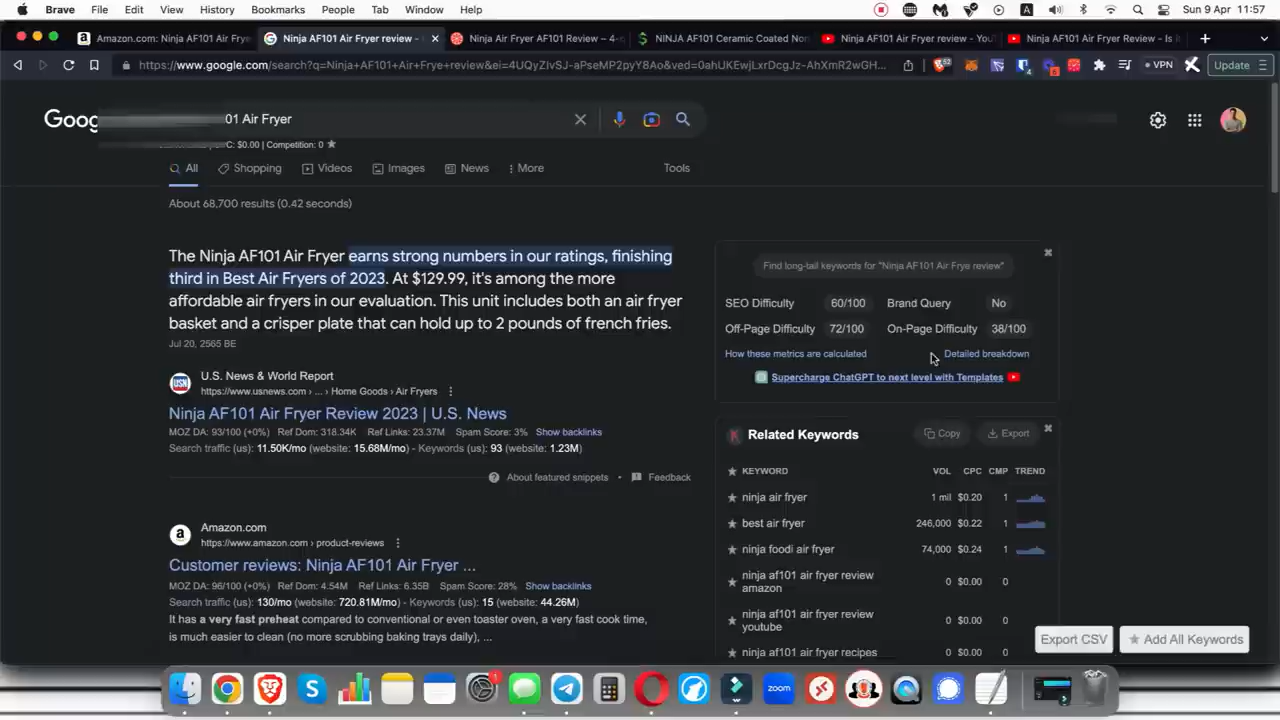 Brave File Edit View History Bookmarks People Tab Window Help A Sun 9 Apr 11:57
Amazon.com: Ninja AF101 Air Frye
Ninja AF101 Air Fryer review -
Ninja Air Fryer AF101 Review – 4-
NINJA AF101 Ceramic Coated Non
Ninja AF101 Air Fryer review - You
Ninja AF101 Air Fryer Review - Is i
https://www.google.com/search?q=Ninja+AF101+Air+Frye+review&ei=4UQyZIvSJ-aPseMP2pyY8Ao&ved=0ahUKEwjLxrDcgJz-AhXmR2wGH...
52 4 6 VPN Update
Goog 01 Air Fryer
C: $0.00 | Competition: 0
All Shopping Videos Images News More Tools
About 68,700 results (0.42 seconds)
The Ninja AF101 Air Fryer earns strong numbers in our ratings, finishing
third in Best Air Fryers of 2023. At $129.99, it's among the more
affordable air fryers in our evaluation. This unit includes both an air fryer
basket and a crisper plate that can hold up to 2 pounds of french fries.
Jul 20, 2565 BE
U.S. News & World Report
https://www.usnews.com › ... › Home Goods › Air Fryers
Ninja AF101 Air Fryer Review 2023 | U.S. News
MOZ DA: 93/100 (+0%) Ref Dom: 318.34K Ref Links: 23.37M Spam Score: 3% Show backlinks
Search traffic (us): 11.50K/mo (website: 15.68M/mo) - Keywords (us): 93 (website: 1.23M)
About featured snippets • Feedback
Amazon.com
https://www.amazon.com › product-reviews
Customer reviews: Ninja AF101 Air Fryer ...
MOZ DA: 96/100 (+0%) Ref Dom: 4.54M Ref Links: 6.35B Spam Score: 28% Show backlinks
Search traffic (us): 130/mo (website: 720.81M/mo) - Keywords (us): 15 (website: 44.26M)
It has a very fast preheat compared to conventional or even toaster oven, a very fast cook time,
is much easier to clean (no more scrubbing baking trays daily), ...
Find long-tail keywords for "Ninja AF101 Air Frye review"
SEO Difficulty 60/100 Brand Query No
Off-Page Difficulty 72/100 On-Page Difficulty 38/100
How these metrics are calculated Detailed breakdown
Supercharge ChatGPT to next level with Templates
Related Keywords Copy Export
KEYWORD VOL CPC CMP TREND
ninja air fryer 1 mil $0.20 1
best air fryer 246,000 $0.22 1
ninja foodi air fryer 74,000 $0.24 1
ninja af101 air fryer review
amazon 0 $0.00 0
ninja af101 air fryer review
youtube 0 $0.00 0
ninja af101 air fryer recipes 0 $0.00 0
Export CSV Add All Keywords
1
zoom